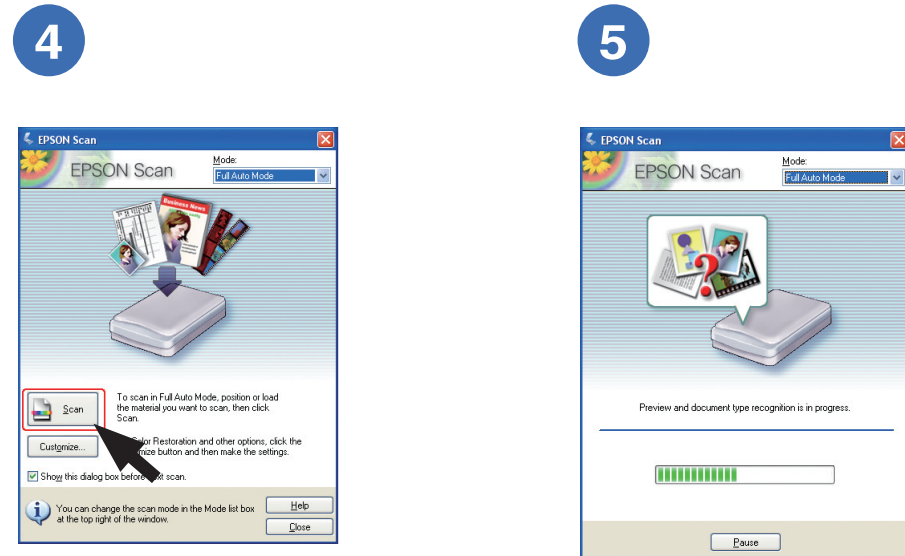 4
EPSON Scan
EPSON Scan
Mode:
Full Auto Mode
Business News
Scan
To scan in Full Auto Mode, position or load
the material you want to scan, then click
Scan.
Customize...
Color Restoration and other options, click the
mize button and then make the settings.
Show this dialog box before next scan.
You can change the scan mode in the Mode list box
at the top right of the window.
Help
Close
5
EPSON Scan
EPSON Scan
Mode:
Full Auto Mode
Preview and document type recognition is in progress.
Pause